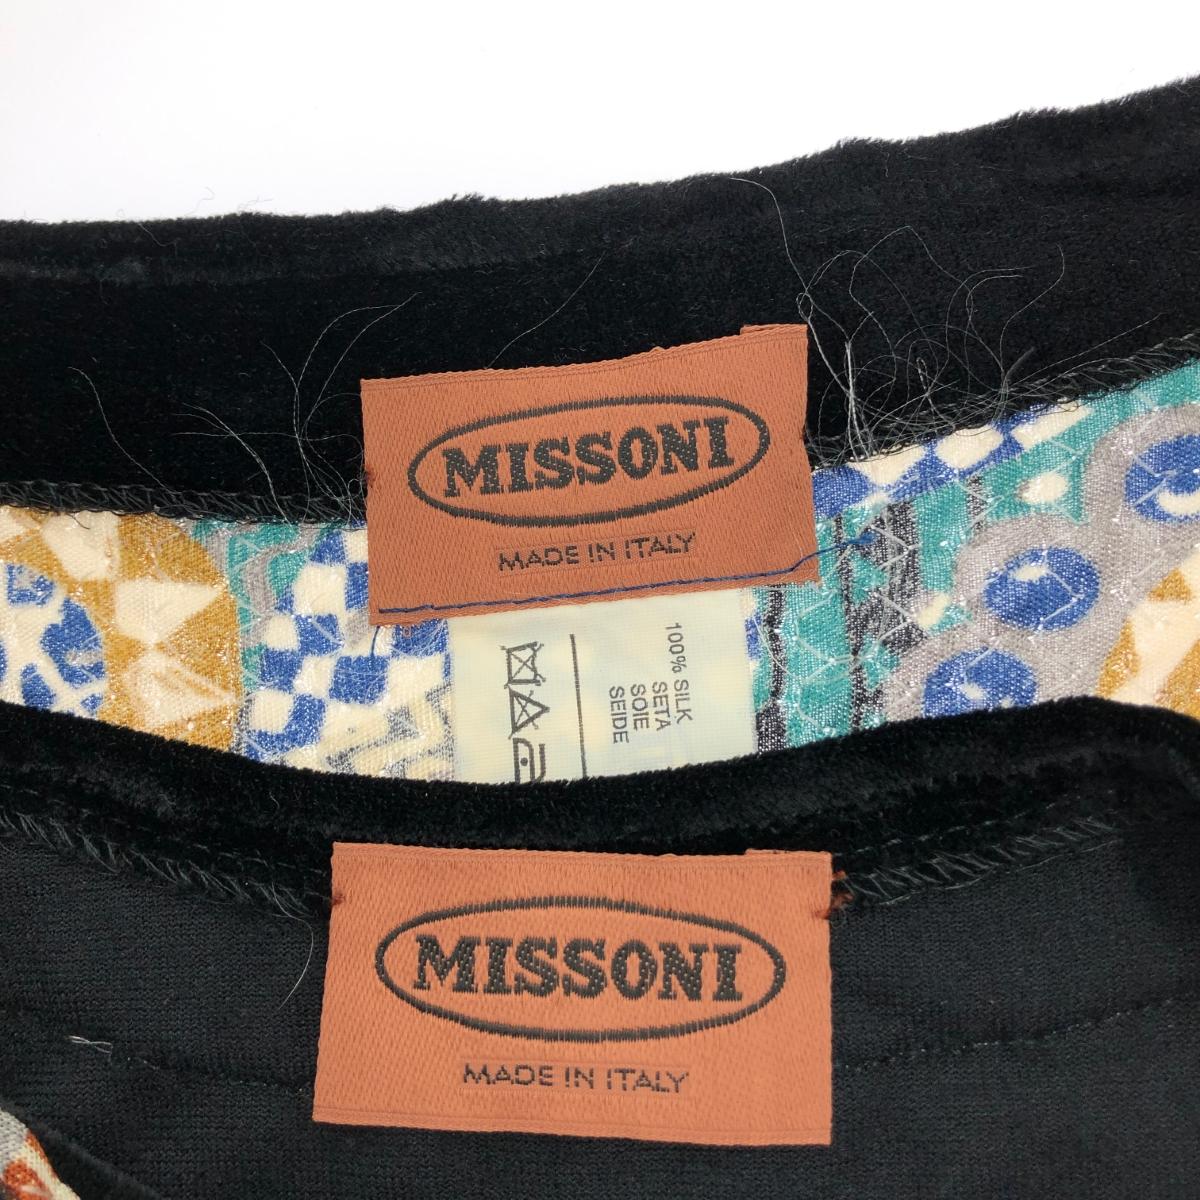 MISSONI
MADE IN ITALY
100% SILK
SETA
SOIE
SEIDE
MISSONI
MADE IN ITALY